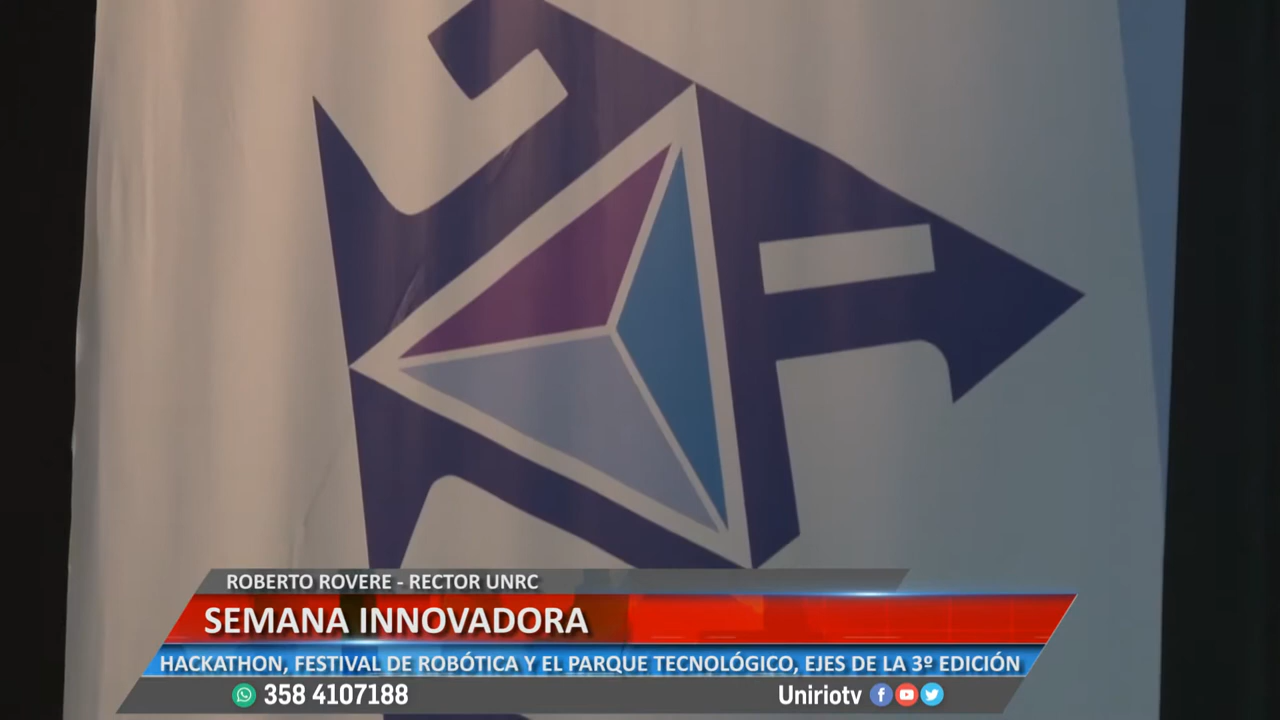 ROBERTO ROVERE - RECTOR UNRC
SEMANA INNOVADORA
HACKATHON, FESTIVAL DE ROBÓTICA Y EL PARQUE TECNOLÓGICO, EJES DE LA 3º EDICIÓN
358 4107188
Uniriotv